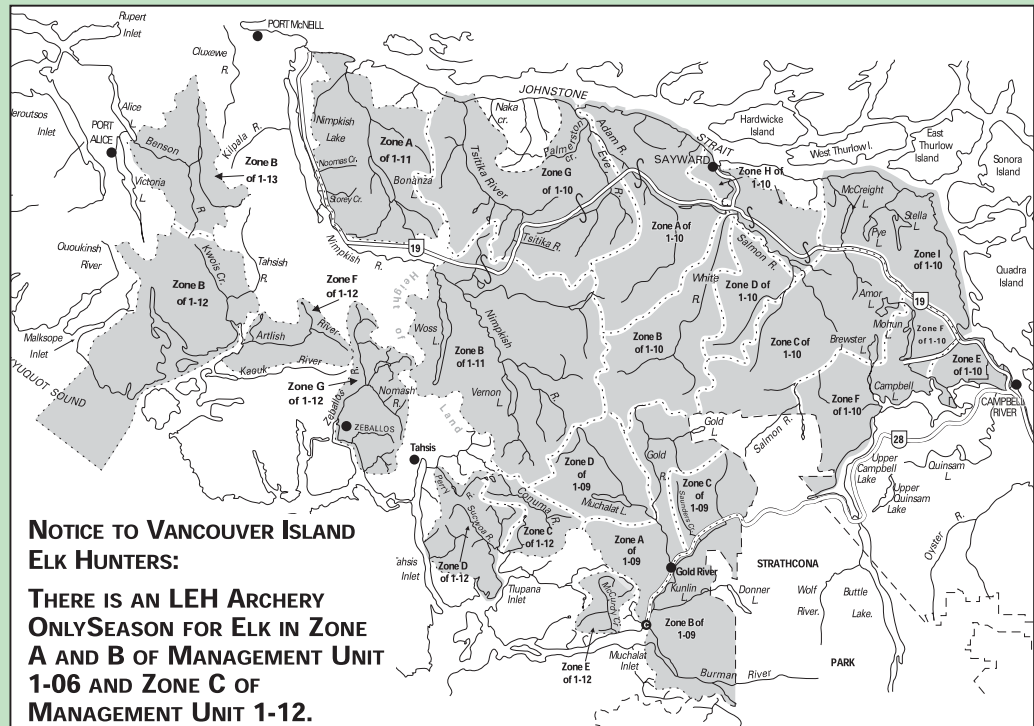 Rupert
Inlet
PORT MCNEILL
Cluxewe
R.
JOHNSTONE
Naka
cr.
Hardwicke
Island
East
Thurlow
Island
West Thurlow I.
Sonora
Island
Alice
L.
Inlet
PORT
ALICE
Benson
Kilpala R.
Nimpkish
Lake
Zone A
of
1-11
Palmerston
Cr.
Adam R.
Eve
R.
STRAIT
SAYWARD
Zone H of
1-10
Zone B
of 1-13
Noomas Cr.
Bonanza
L.
Tsitika River
Zone G
of 1-10
McCreight
L.
Stella
L.
Pye
L.
Victoria
L.
R
Storey Cr.
Zone A of
1-10
Tsitika R.
Salmon R.
Zone I
of 1-10
Nimpkish
R.
19
Kwois Cr.
Tahsish
R.
Height of
Land
White
R.
Zone D of
1-10
Quadra
Island
Zone B
of 1-12
Zone F
of 1-12
Amor
L.
19
Malksope
Inlet
River
Artlish
Woss
L.
Nimpkish
R.
Zone B
of
1-10
Zone C of
1-10
Mohun
L.
Brewster
L.
Zone F
of 1-10
River
Kaouk
Zone B
of
1-11
Zone E
of 1-10
SOUND
Zone G
of
1-12
R.
Nomash
R.
Vernon
L.
Zone F
of 1-10
Campbell
L.
CAMPBELL
RIVER
Zeballos
ZEBALLOS
Gold
L.
Salmon R.
28
Tahsis
Zone D
of
1-09
Gold
R.
Upper
Campbell
Lake
Quinsam
L.
Perry
R.
Conuma R.
Muchalat L.
Zone C
of
1-09
Saunders Cr.
Upper
Quinsam
Lake
Sucwoa R.
Zone C
of 1-12
Zone A
of
1-09
Oyster R.
Zone D
of 1-12
Inlet
Tlupana
Inlet
Gold River
STRATHCONA
Kunlin
L.
Donner
L.
Wolf
River.
Buttle
Lake.
Zone B of
1-09
C
Zone E
of 1-12
Muchalat
Inlet
Burman River
PARK
NOTICE TO VANCOUVER ISLAND
ELK HUNTERS:
THERE IS AN LEH ARCHERY
ONLYSEASON FOR ELK IN ZONE
A AND B OF MANAGEMENT UNIT
1-06 AND ZONE C OF
MANAGEMENT UNIT 1-12.